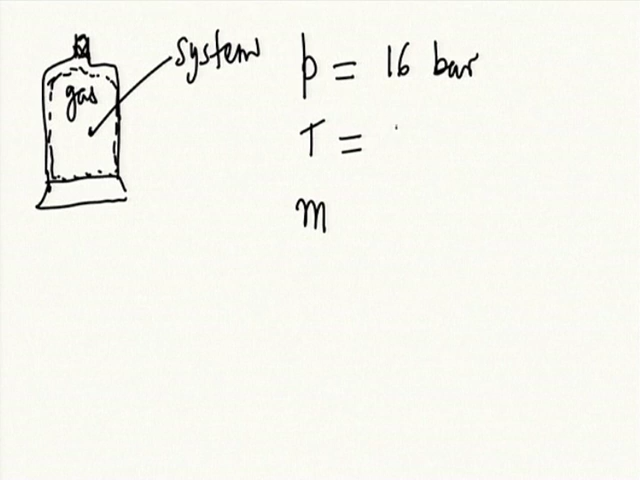 system
gas
p = 16 bar
T =
m